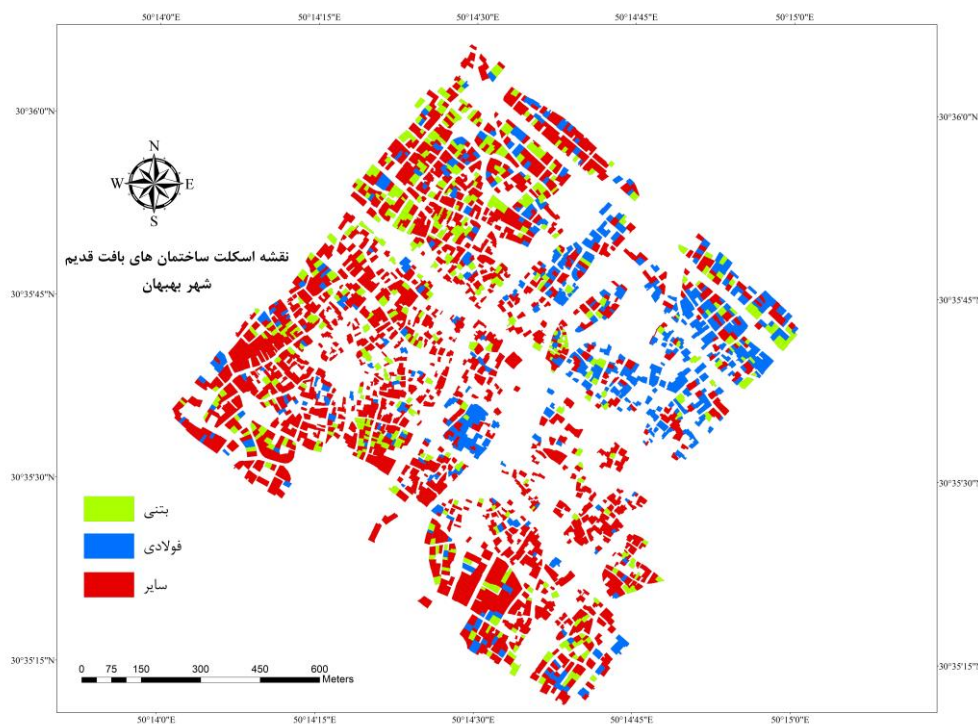 50°14'0"E 50°14'15"E 50°14'30"E 50°14'45"E 50°15'0"E
30°36'0"N 30°36'0"N
N
W E
S
نقشه اسکلت ساختمان های بافت قدیم
شهر بهبهان
30°35'45"N 30°35'45"N
30°35'30"N 30°35'30"N
بتنی
فولادی
سایر
30°35'15"N 30°35'15"N
0 75 150 300 450 600
Meters
50°14'0"E 50°14'15"E 50°14'30"E 50°14'45"E 50°15'0"E